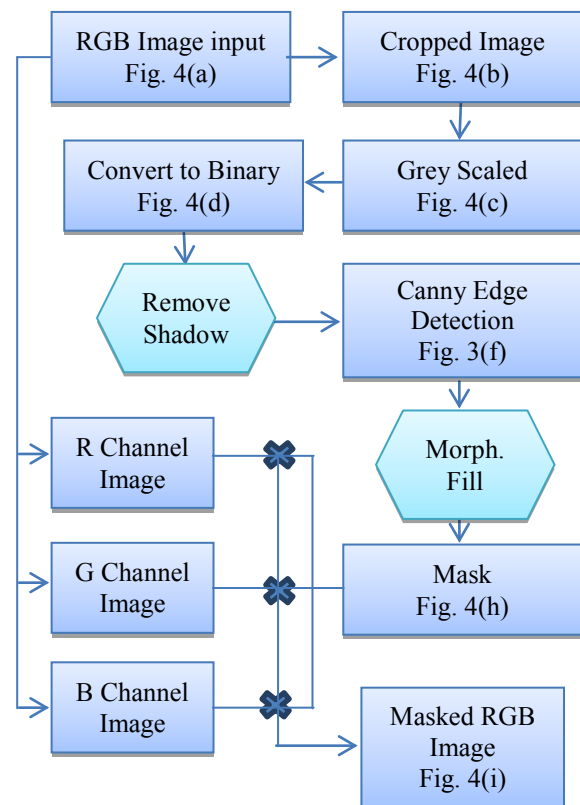 RGB Image input
Fig. 4(a)
Cropped Image
Fig. 4(b)
Convert to Binary
Fig. 4(d)
Grey Scaled
Fig. 4(c)
Remove
Shadow
Canny Edge
Detection
Fig. 3(f)
R Channel
Image
Morph.
Fill
G Channel
Image
Mask
Fig. 4(h)
B Channel
Image
Masked RGB
Image
Fig. 4(i)